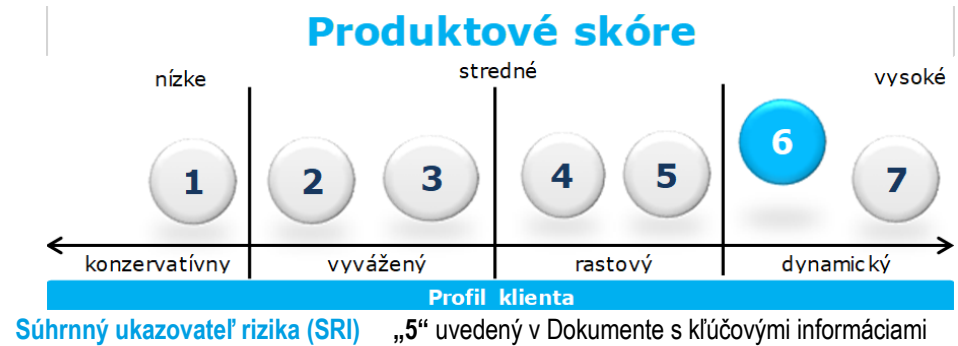 Produktové skóre
nízke stredné vysoké
1 2 3 4 5 6 7
konzervatívny vyvážený rastový dynamický
Profil klienta
Súhrnný ukazovateľ rizika (SRI) „5“ uvedený v Dokumente s kľúčovými informáciami